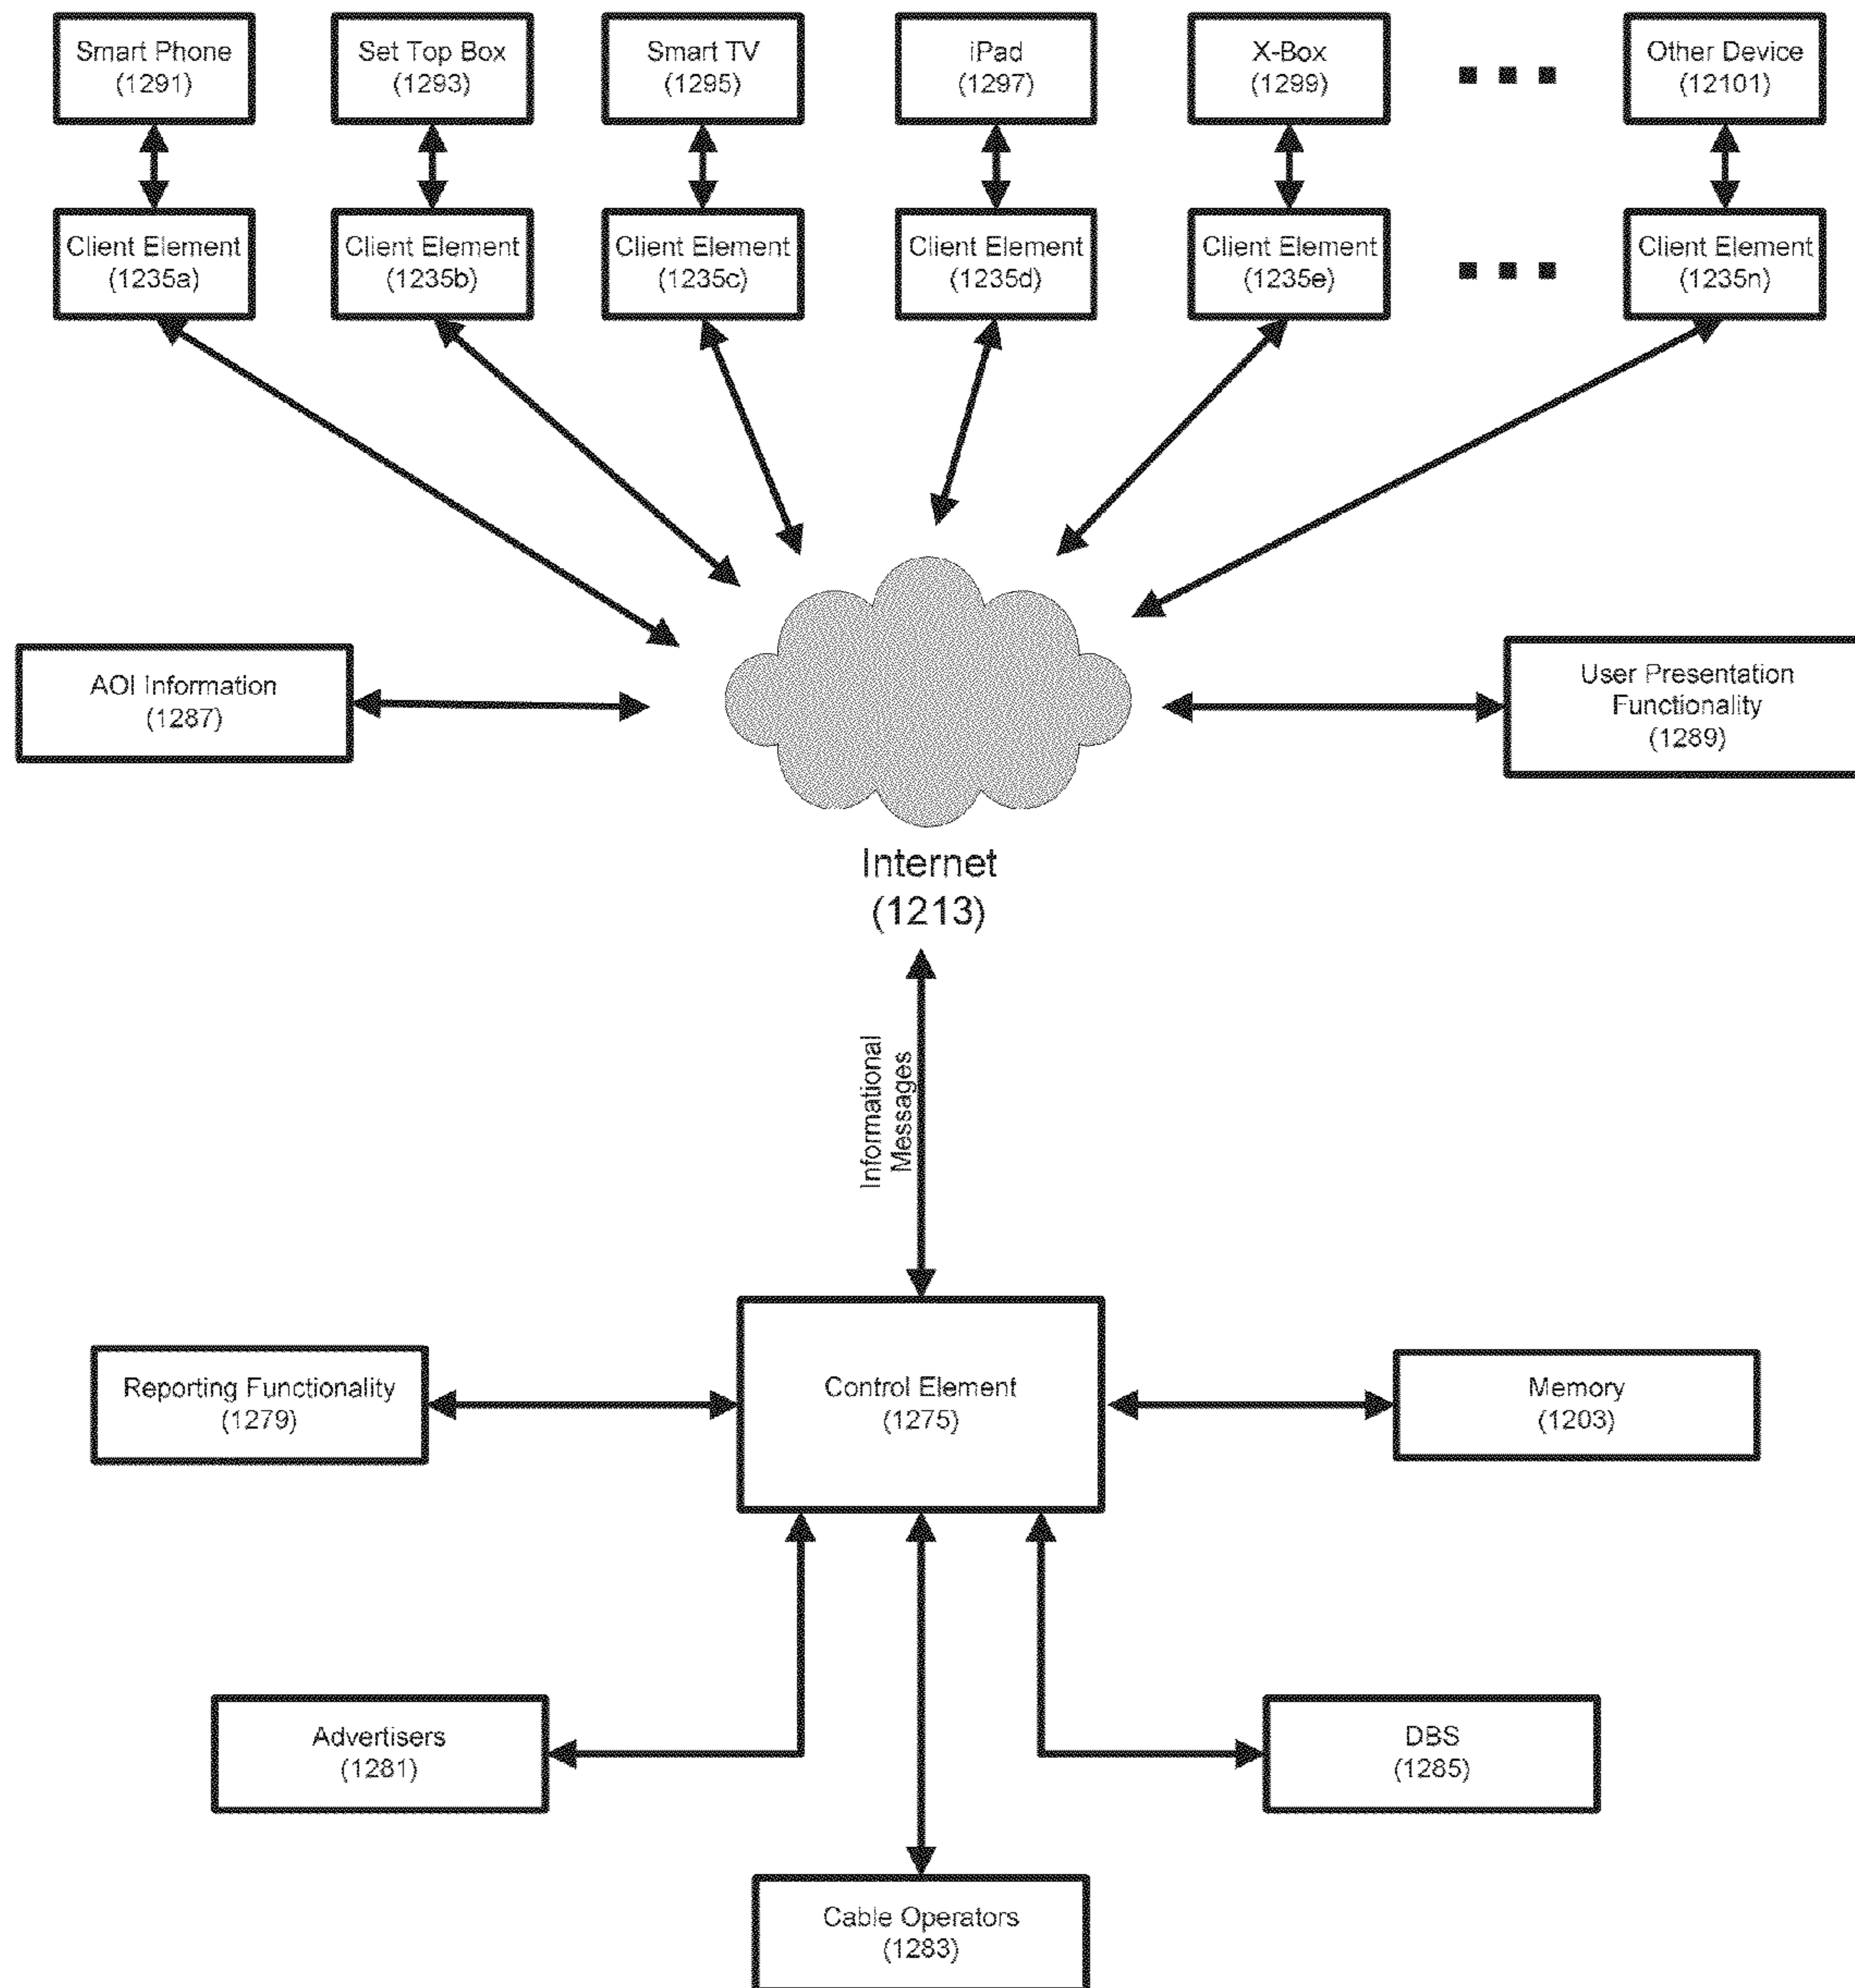 Smart Phone
(1291)
Set Top Box
(1293)
Smart TV
(1295)
iPad
(1297)
X-Box
(1299)
Other Device
(12101)
Client Element
(1235a)
Client Element
(1235b)
Client Element
(1235c)
Client Element
(1235d)
Client Element
(1235e)
Client Element
(1235n)
AOI Information
(1287)
User Presentation
Functionality
(1289)
Internet
(1213)
Informational
Messages
Reporting Functionality
(1279)
Control Element
(1275)
Memory
(1203)
Advertisers
(1281)
DBS
(1285)
Cable Operators
(1283)